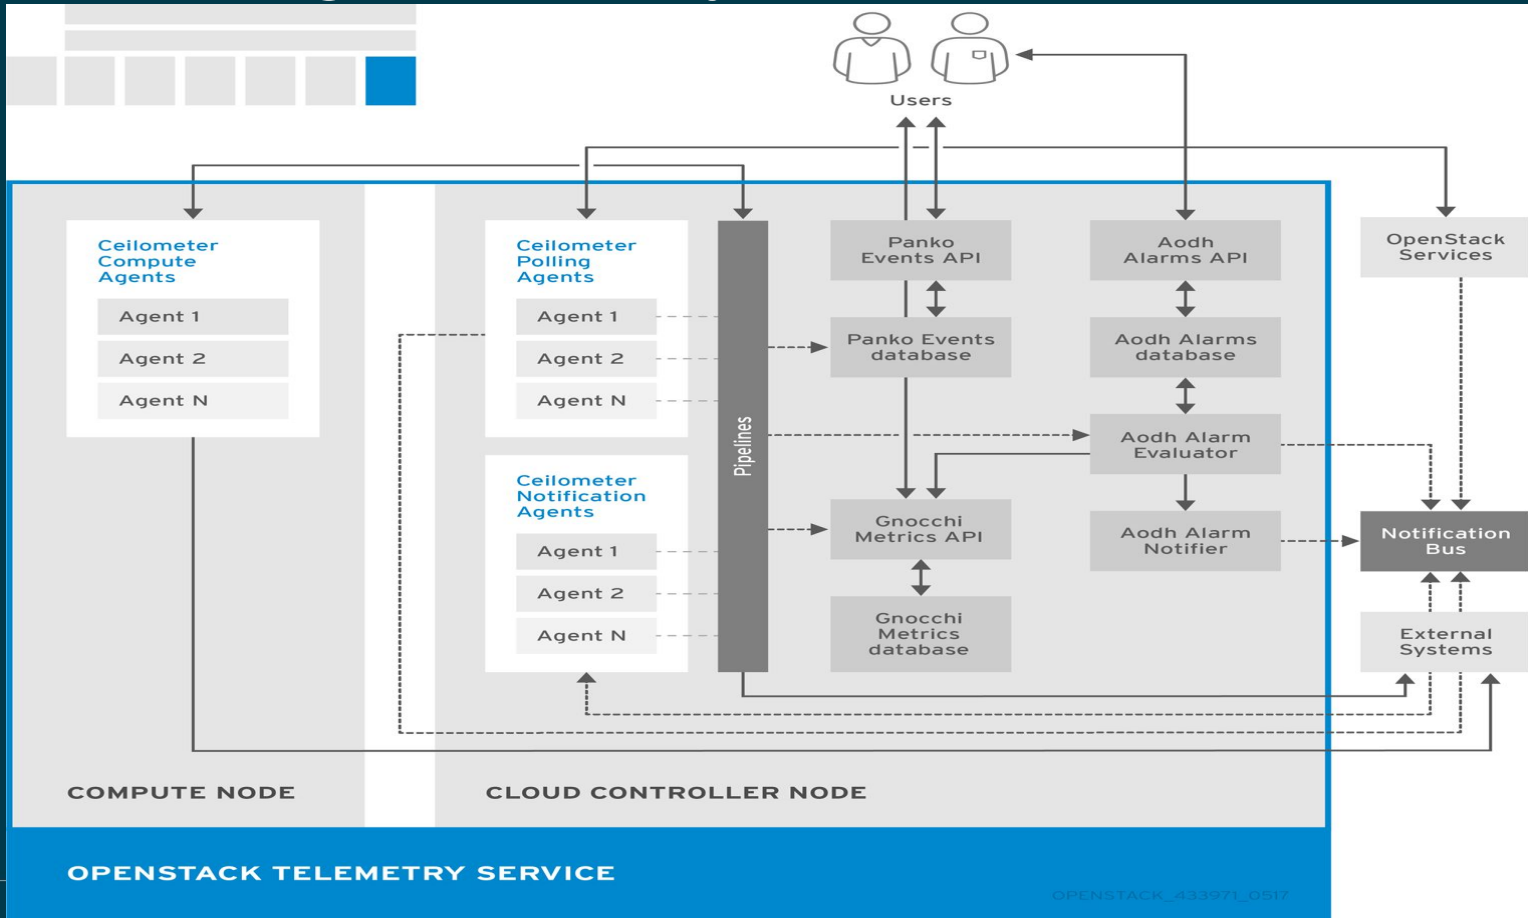 Users
Ceilometer
Compute
Agents
Agent 1
Agent 2
Agent N
Ceilometer
Polling
Agents
Agent 1
Agent 2
Agent N
Ceilometer
Notification
Agents
Agent 1
Agent 2
Agent N
Pipelines
Panko
Events API
Panko Events
database
Gnocchi
Metrics API
Gnocchi
Metrics
database
Aodh
Alarms API
Aodh Alarms
database
Aodh Alarm
Evaluator
Aodh Alarm
Notifier
OpenStack
Services
Notification
Bus
External
Systems
COMPUTE NODE
CLOUD CONTROLLER NODE
OPENSTACK TELEMETRY SERVICE
OPENSTACK_433971_0517